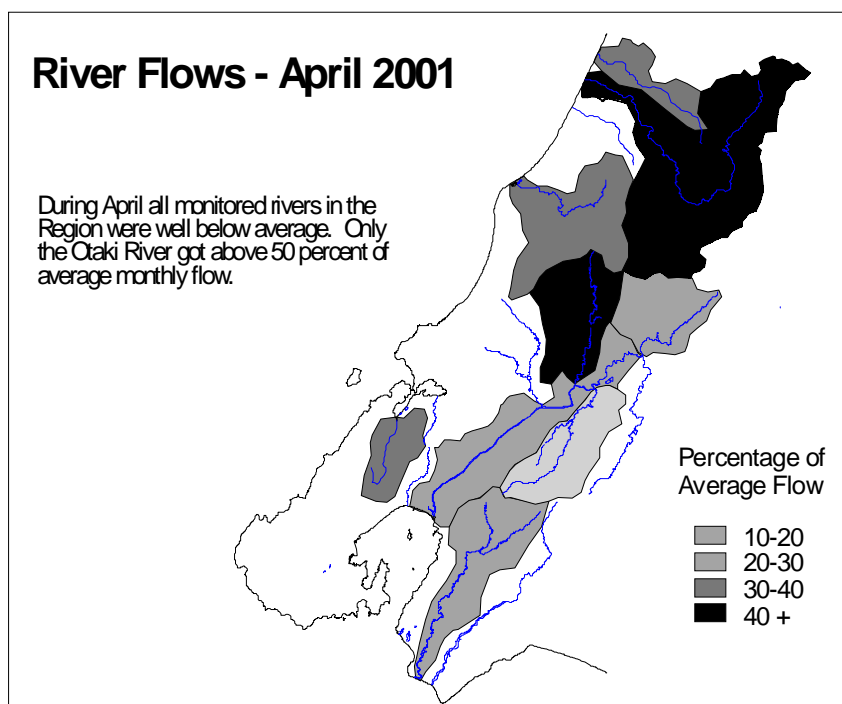 River Flows - April 2001
During April all monitored rivers in the
Region were well below average. Only
the Otaki River got above 50 percent of
average monthly flow.
Percentage of
Average Flow
10-20
20-30
30-40
40 +